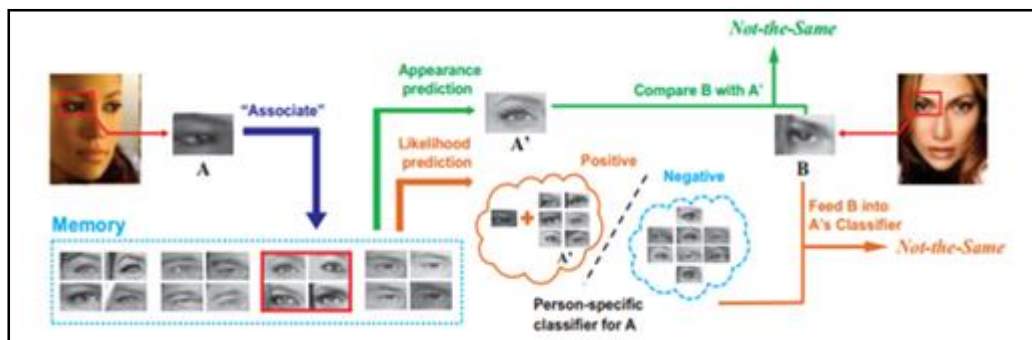 Not-the-Same
Appearance
prediction
"Associate"
Compare B with A'
A'
A
Likelihood
prediction
Positive
Negative
B
Feed B into
A's Classifier
Memory
A'
Not-the-Same
Person-specific
classifier for A